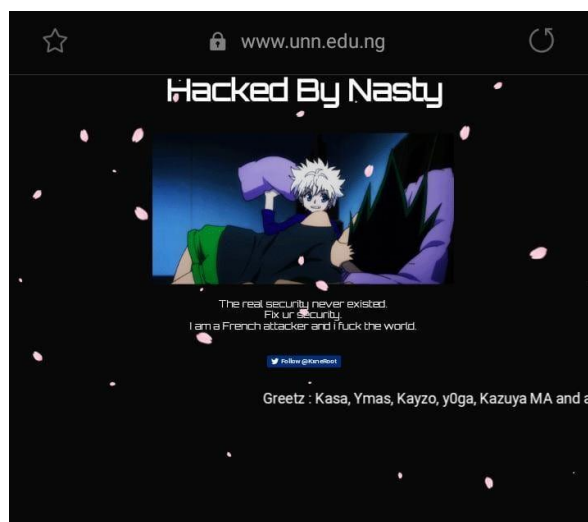 www.unn.edu.ng
Hacked By Nasty
The real security never existed.
Fix ur security.
I am a French attacker and i fuck the world.
Follow @KsneRoot
Greetz : Kasa, Ymas, Kayzo, y0ga, Kazuya MA and a